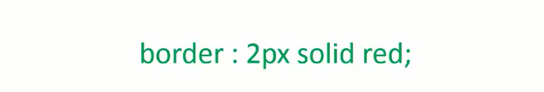 border : 2px solid red;